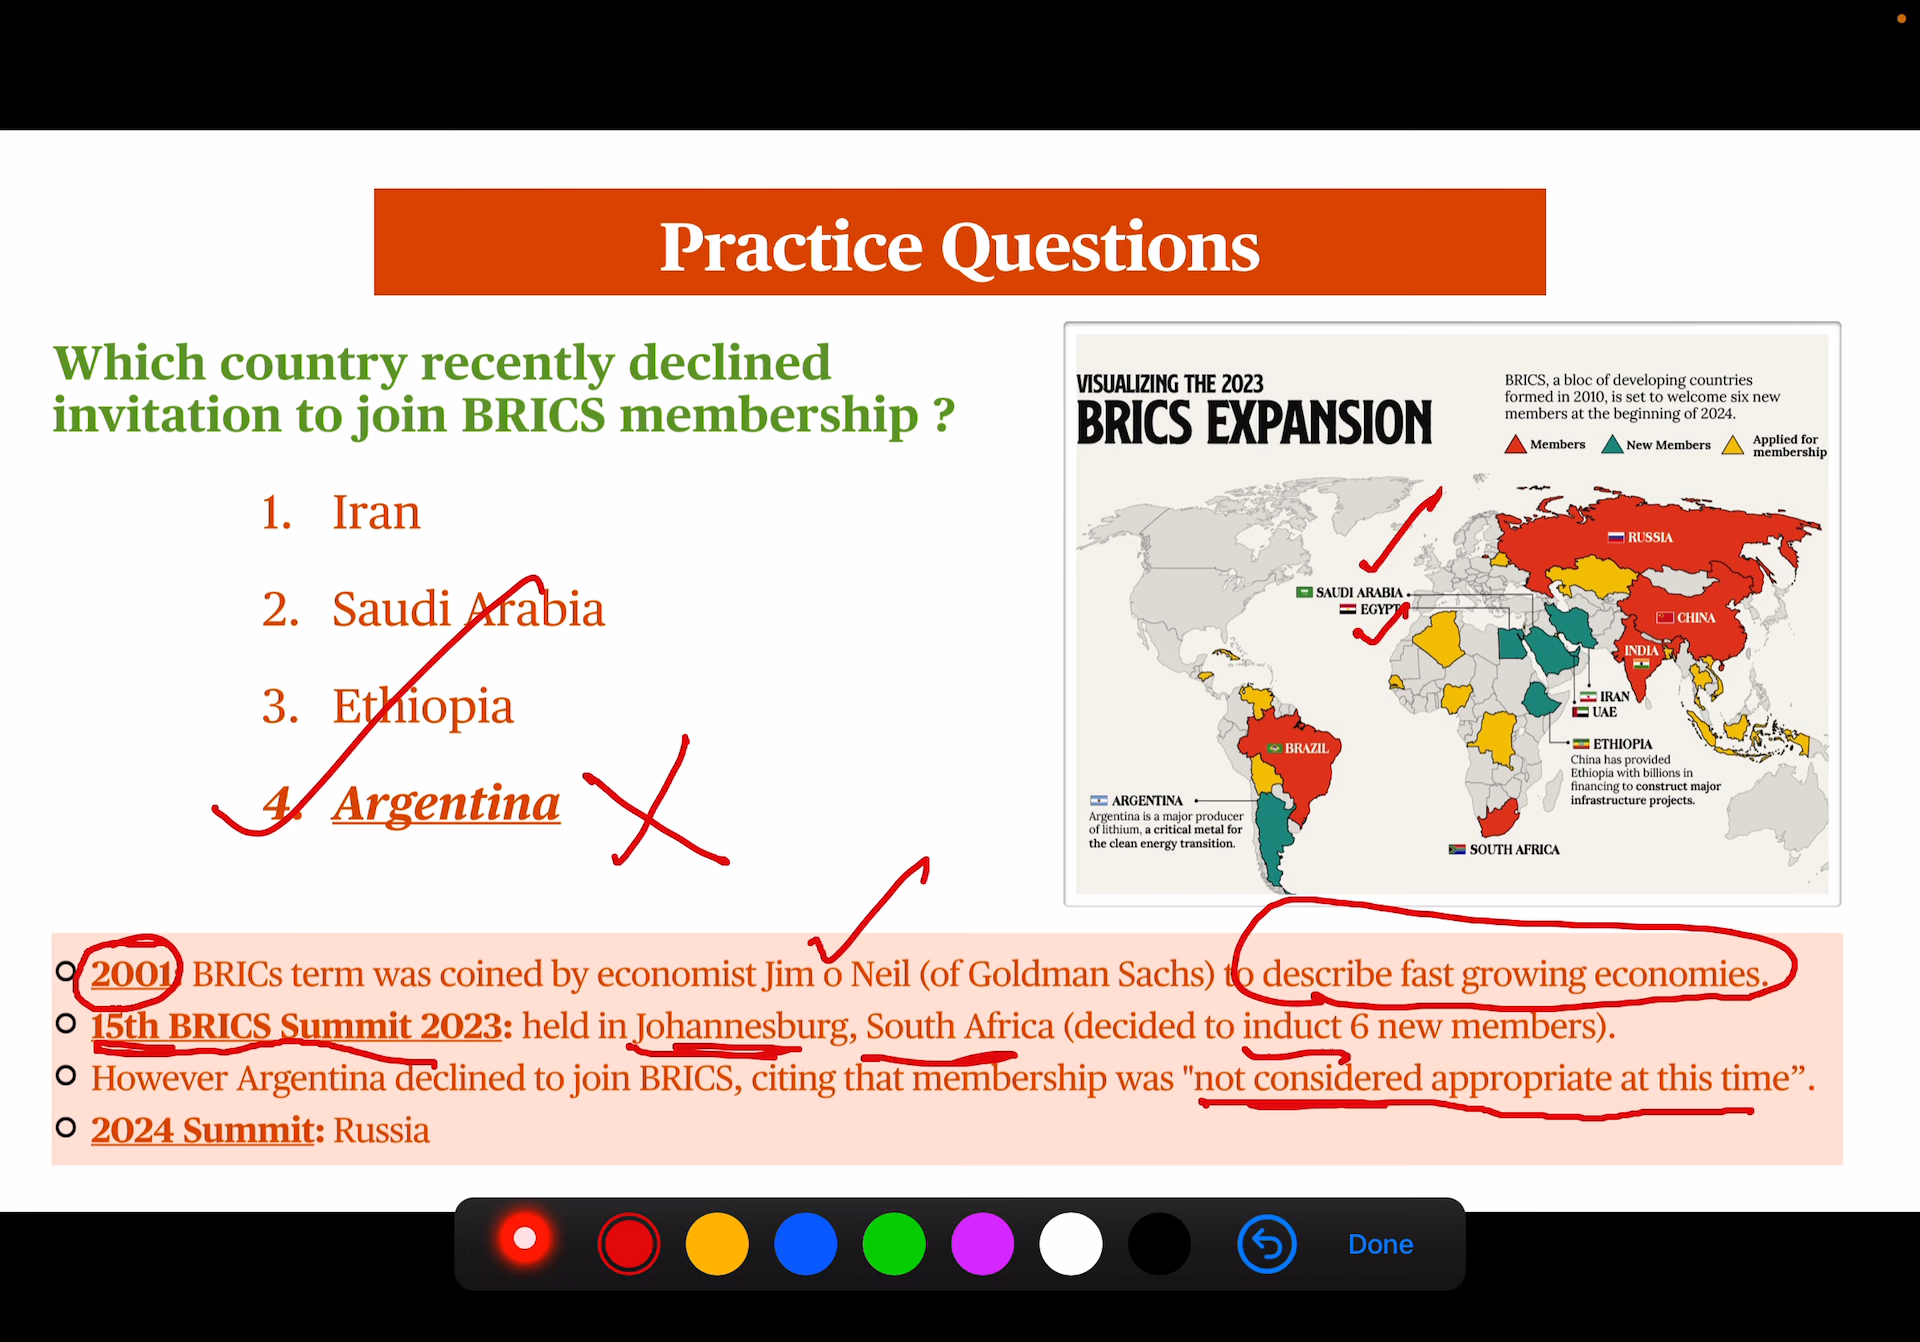 Practice Questions
Which country recently declined
invitation to join BRICS membership ?
1. Iran
2. Saudi Arabia
3. Ethiopia
4. Argentina
VISUALIZING THE 2023
BRICS EXPANSION
BRICS, a bloc of developing countries
formed in 2010, is set to welcome six new
members at the beginning of 2024.
Members
New Members
Applied for
membership
RUSSIA
SAUDI ARABIA
EGYPT
CHINA
INDIA
IRAN
UAE
BRAZIL
ETHIOPIA
China has provided
Ethiopia with billions in
financing to construct major
infrastructure projects.
ARGENTINA
Argentina is a major producer
of lithium, a critical metal for
the clean energy transition.
SOUTH AFRICA
2001: BRICs term was coined by economist Jim o Neil (of Goldman Sachs) to describe fast growing economies.
15th BRICS Summit 2023: held in Johannesburg, South Africa (decided to induct 6 new members).
However Argentina declined to join BRICS, citing that membership was "not considered appropriate at this time”.
2024 Summit: Russia
Done